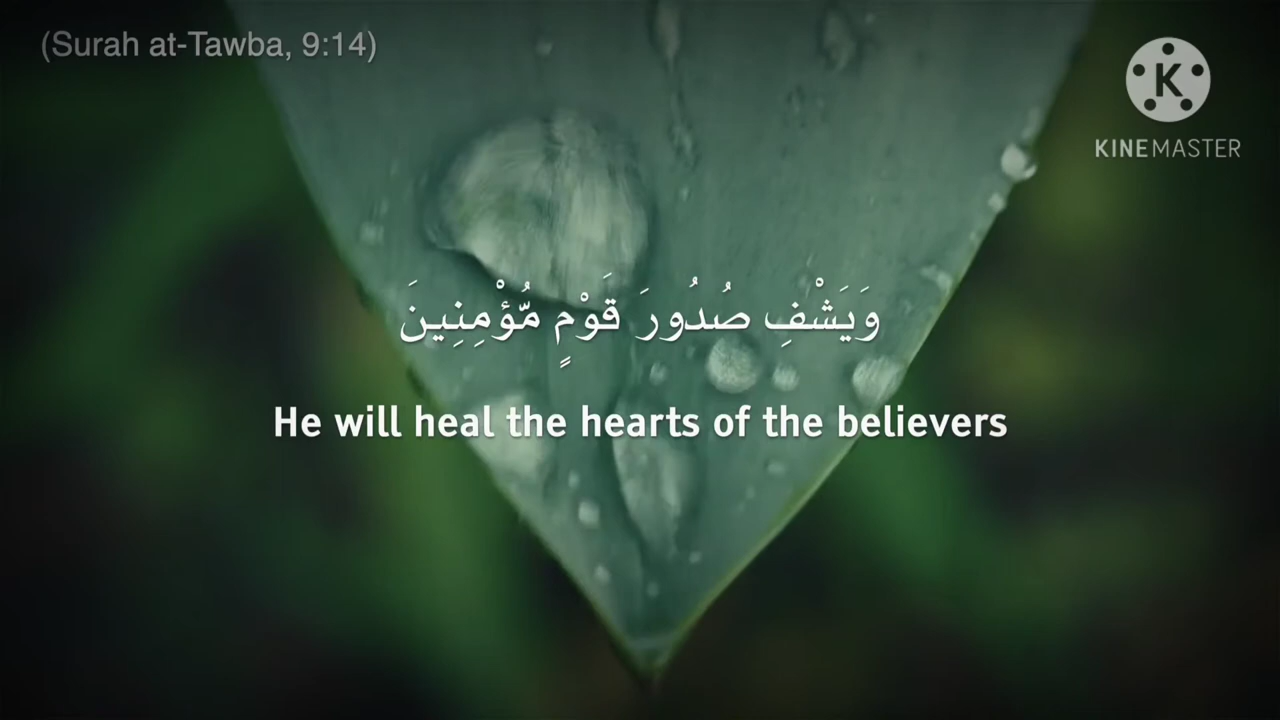 (Surah at-Tawba, 9:14)
K
KINEMASTER
وَيَشْفِ صُدُورَ قَوْمٍ مُّؤْمِنِينَ
He will heal the hearts of the believers